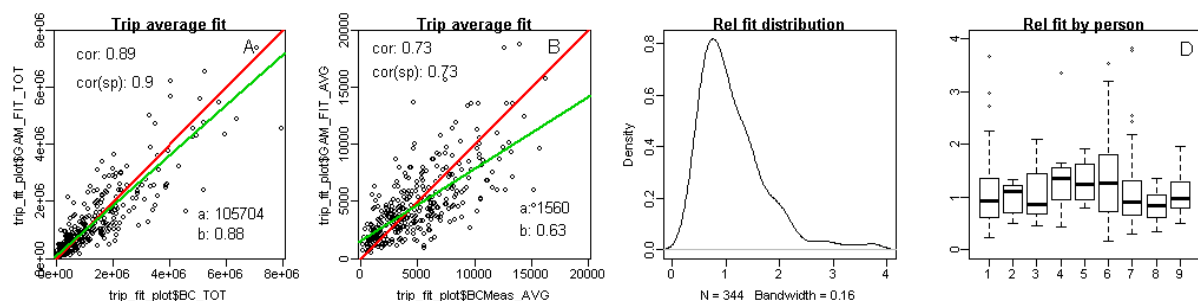 Trip average fit
A
cor: 0.89
cor(sp): 0.9
a: 105704
b: 0.88
trip_fit_plot$GAM_FIT_TOT
0e+00 2e+06 4e+06 6e+06 8e+06
0e+00 2e+06 4e+06 6e+06 8e+06
trip_fit_plot$BC_TOT
Trip average fit
B
cor: 0.73
cor(sp): 0.73
a: 1560
b: 0.63
trip_fit_plot$GAM_FIT_AVG
0 5000 10000 15000 20000
0 5000 10000 15000 20000
trip_fit_plot$BCMeas_AVG
Rel fit distribution
Density
0.0 0.2 0.4 0.6 0.8
0 1 2 3 4
N = 344 Bandwidth = 0.16
Rel fit by person
D
0 1 2 3 4
1 2 3 4 5 6 7 8 9